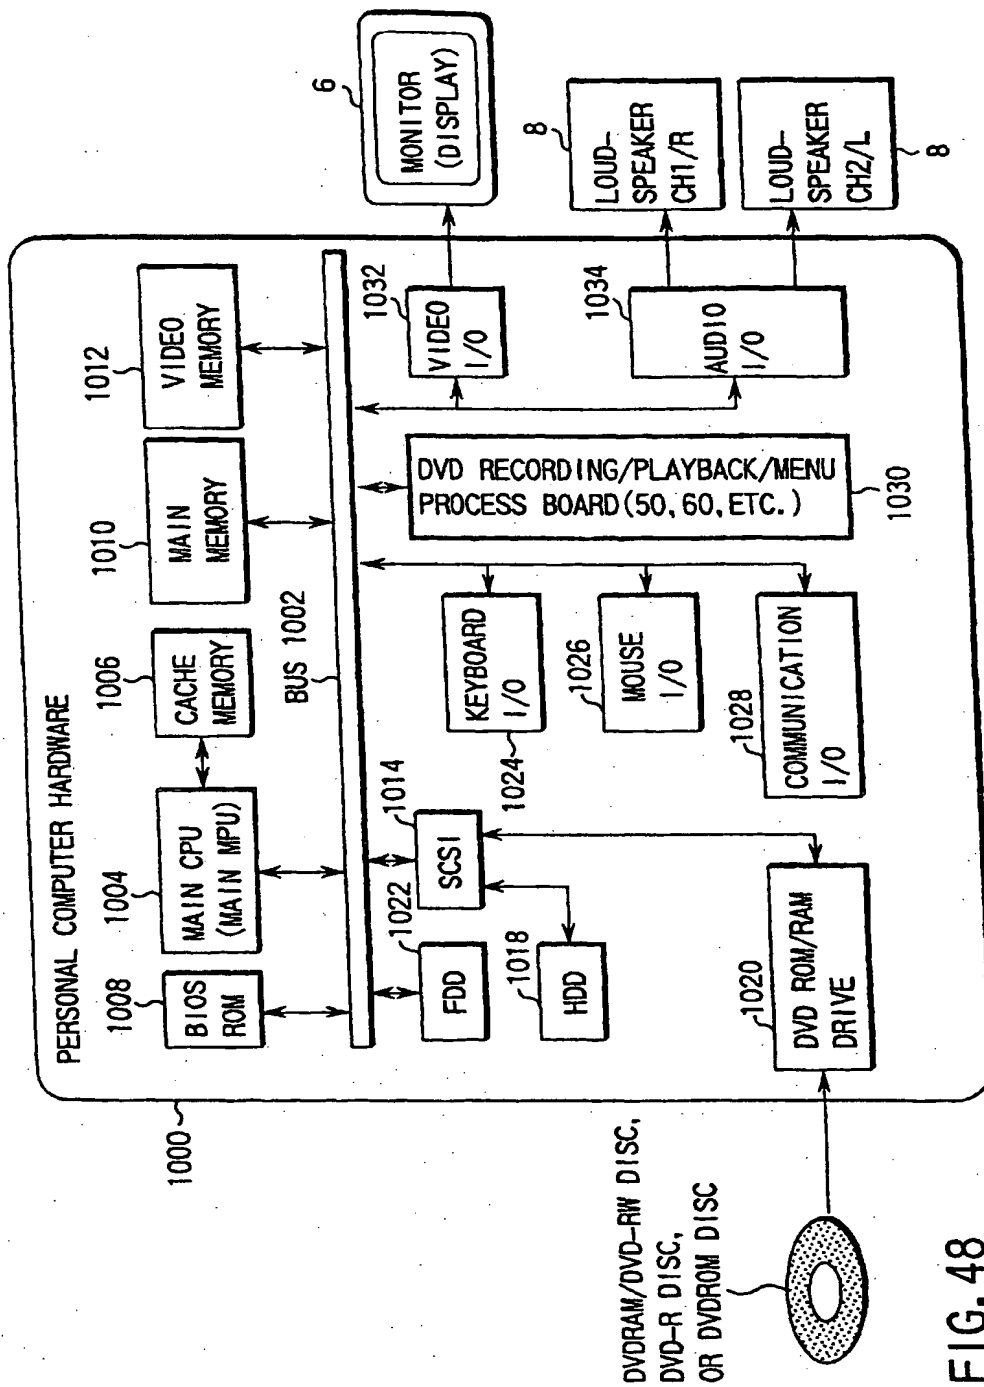 PERSONAL COMPUTER HARDWARE
1000
1008
BIOS
ROM
1004
MAIN CPU
(MAIN MPU)
1006
CACHE
MEMORY
1010
MAIN
MEMORY
1012
VIDEO
MEMORY
BUS 1002
1022
FDD
1014
SCSI
1018
HDD
1020
DVD ROM/RAM
DRIVE
KEYBOARD
I/O
1024
1026
MOUSE
I/O
1028
COMMUNICATION
I/O
DVD RECORDING/PLAYBACK/MENU
PROCESS BOARD(50,60,ETC.)
1030
1032
VIDEO
I/O
1034
AUDIO
I/O
6
MONITOR
(DISPLAY)
8
LOUD-
SPEAKER
CH1/R
LOUD-
SPEAKER
CH2/L
8
DVDRAM/DVD-RW DISC,
DVD-R DISC,
OR DVDROM DISC
FIG. 48